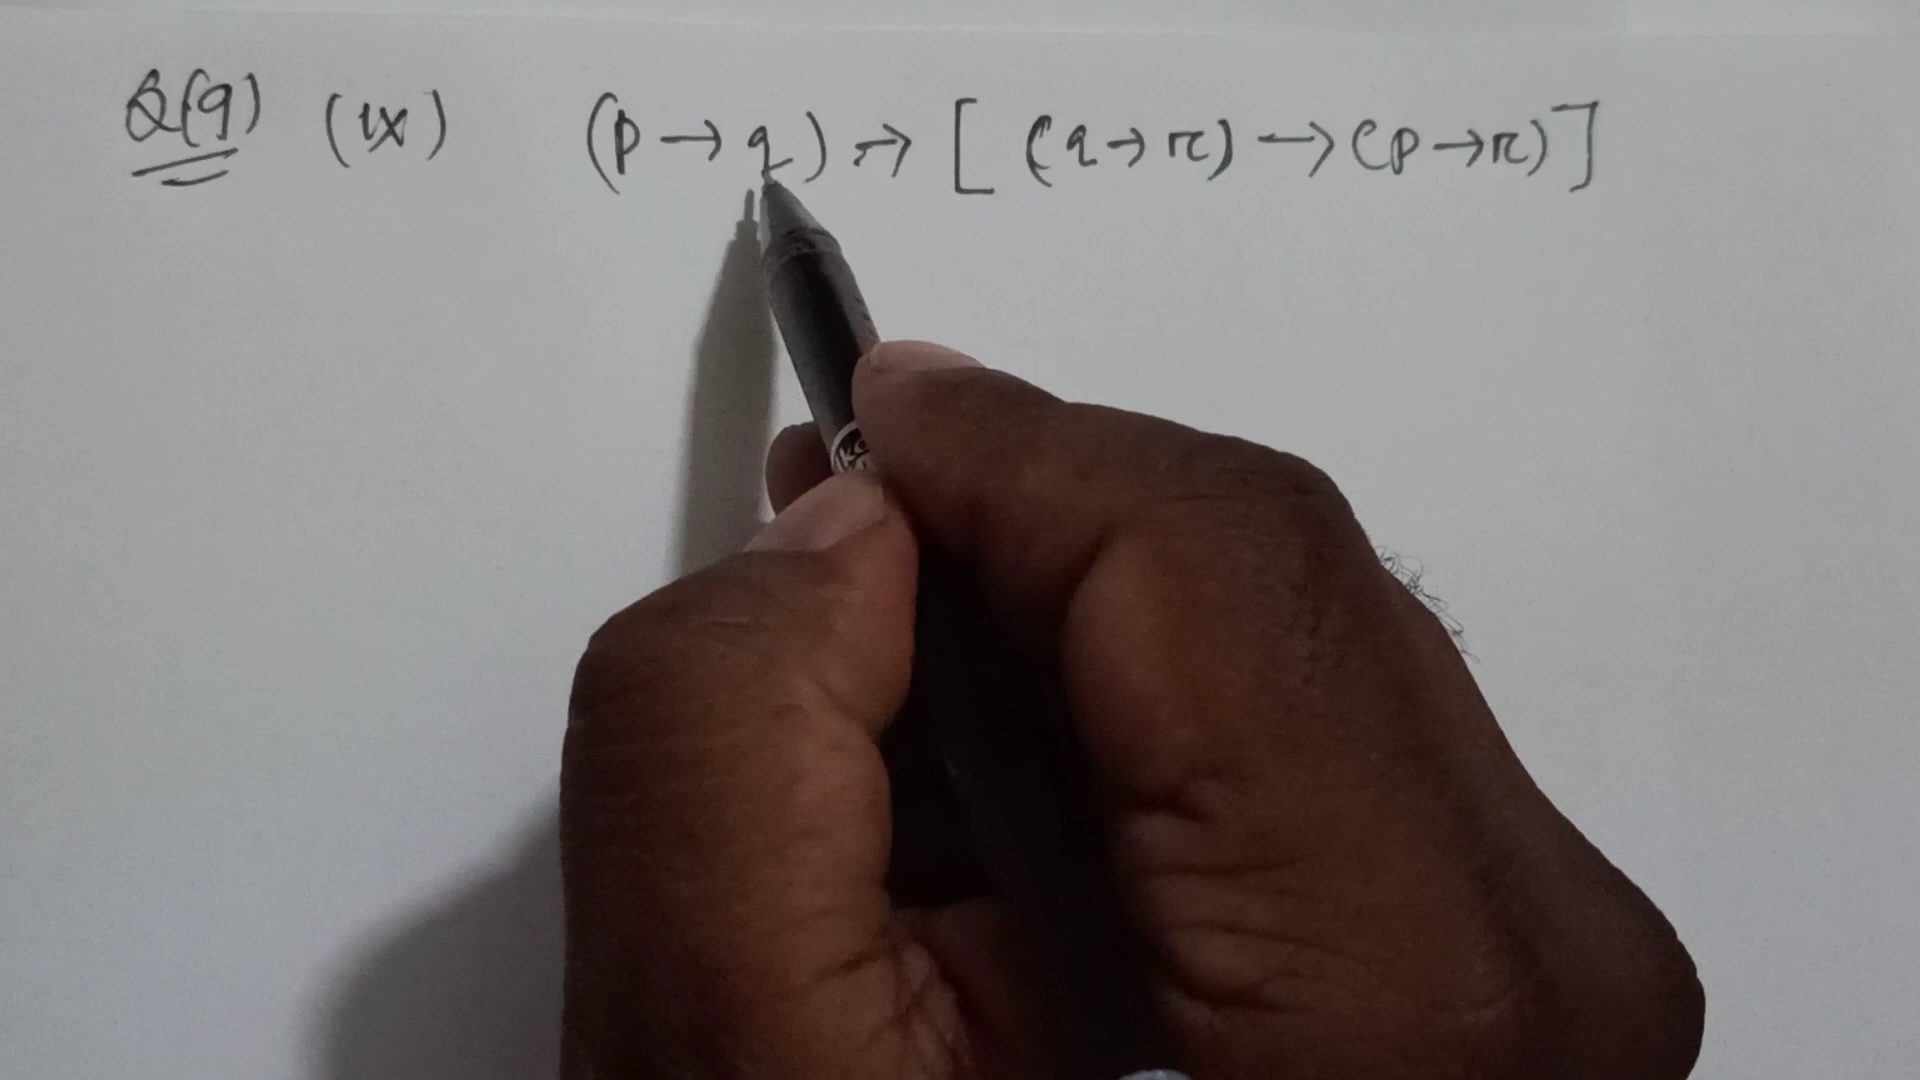 Q(9) (ix) (p → q) → [ (q → r) → (p → r) ]